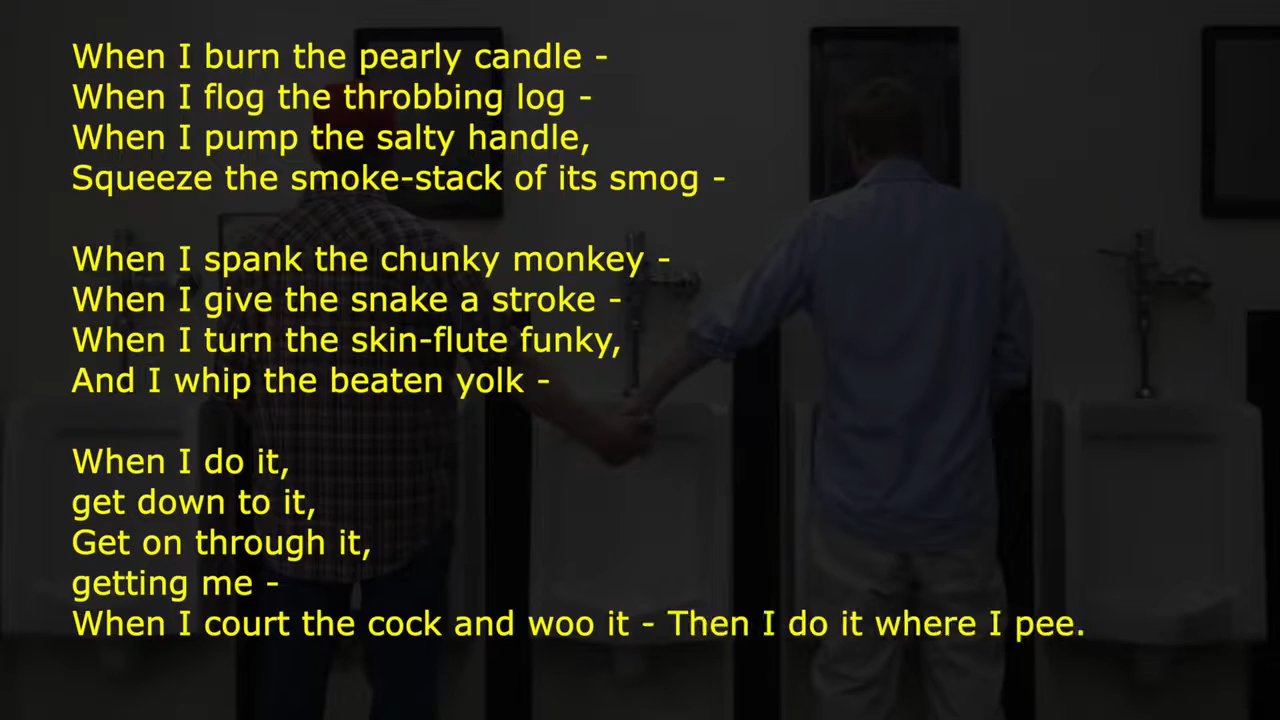 When I burn the pearly candle -
When I flog the throbbing log -
When I pump the salty handle,
Squeeze the smoke-stack of its smog -
When I spank the chunky monkey -
When I give the snake a stroke -
When I turn the skin-flute funky,
And I whip the beaten yolk -
When I do it,
get down to it,
Get on through it,
getting me -
When I court the cock and woo it - Then I do it where I pee.